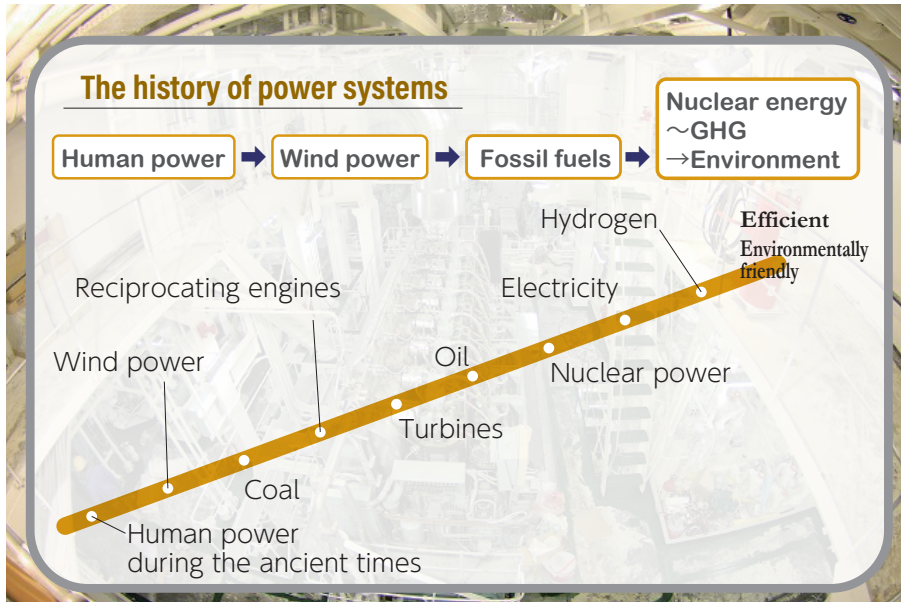 The history of power systems
Human power
Wind power
Fossil fuels
Nuclear energy
～GHG
→Environment
Hydrogen
Efficient
Environmentally
friendly
Reciprocating engines
Electricity
Wind power
Oil
Nuclear power
Turbines
Coal
Human power
during the ancient times